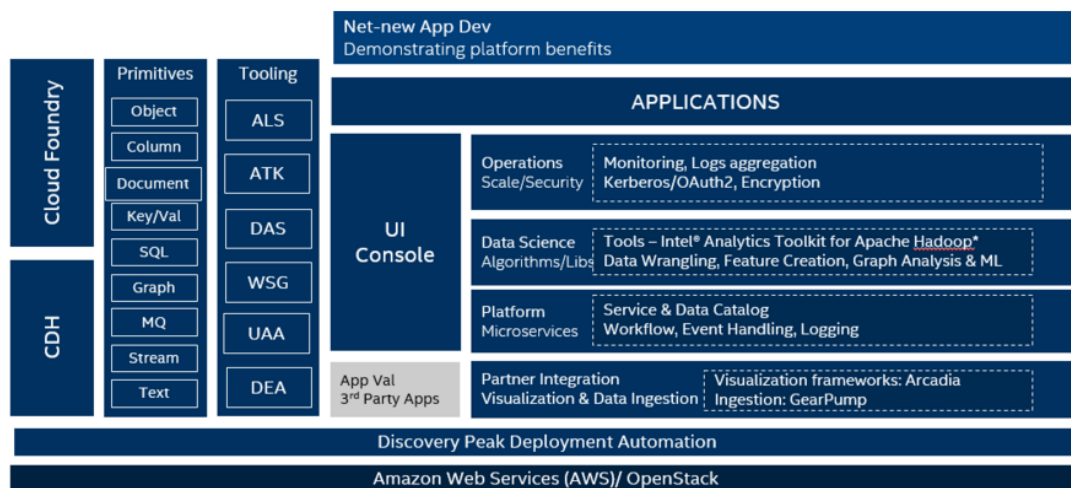 Net-new App Dev
Demonstrating platform benefits
Cloud Foundry
CDH
Primitives
Object
Column
Document
Key/Val
SQL
Graph
MQ
Stream
Text
Tooling
ALS
ATK
DAS
WSG
UAA
DEA
APPLICATIONS
UI
Console
App Val
3rd Party Apps
Operations
Scale/Security
Monitoring, Logs aggregation
Kerberos/OAuth2, Encryption
Data Science
Algorithms/Libs
Tools – Intel® Analytics Toolkit for Apache Hadoop*
Data Wrangling, Feature Creation, Graph Analysis & ML
Platform
Microservices
Service & Data Catalog
Workflow, Event Handling, Logging
Partner Integration
Visualization & Data Ingestion
Visualization frameworks: Arcadia
Ingestion: GearPump
Discovery Peak Deployment Automation
Amazon Web Services (AWS)/ OpenStack